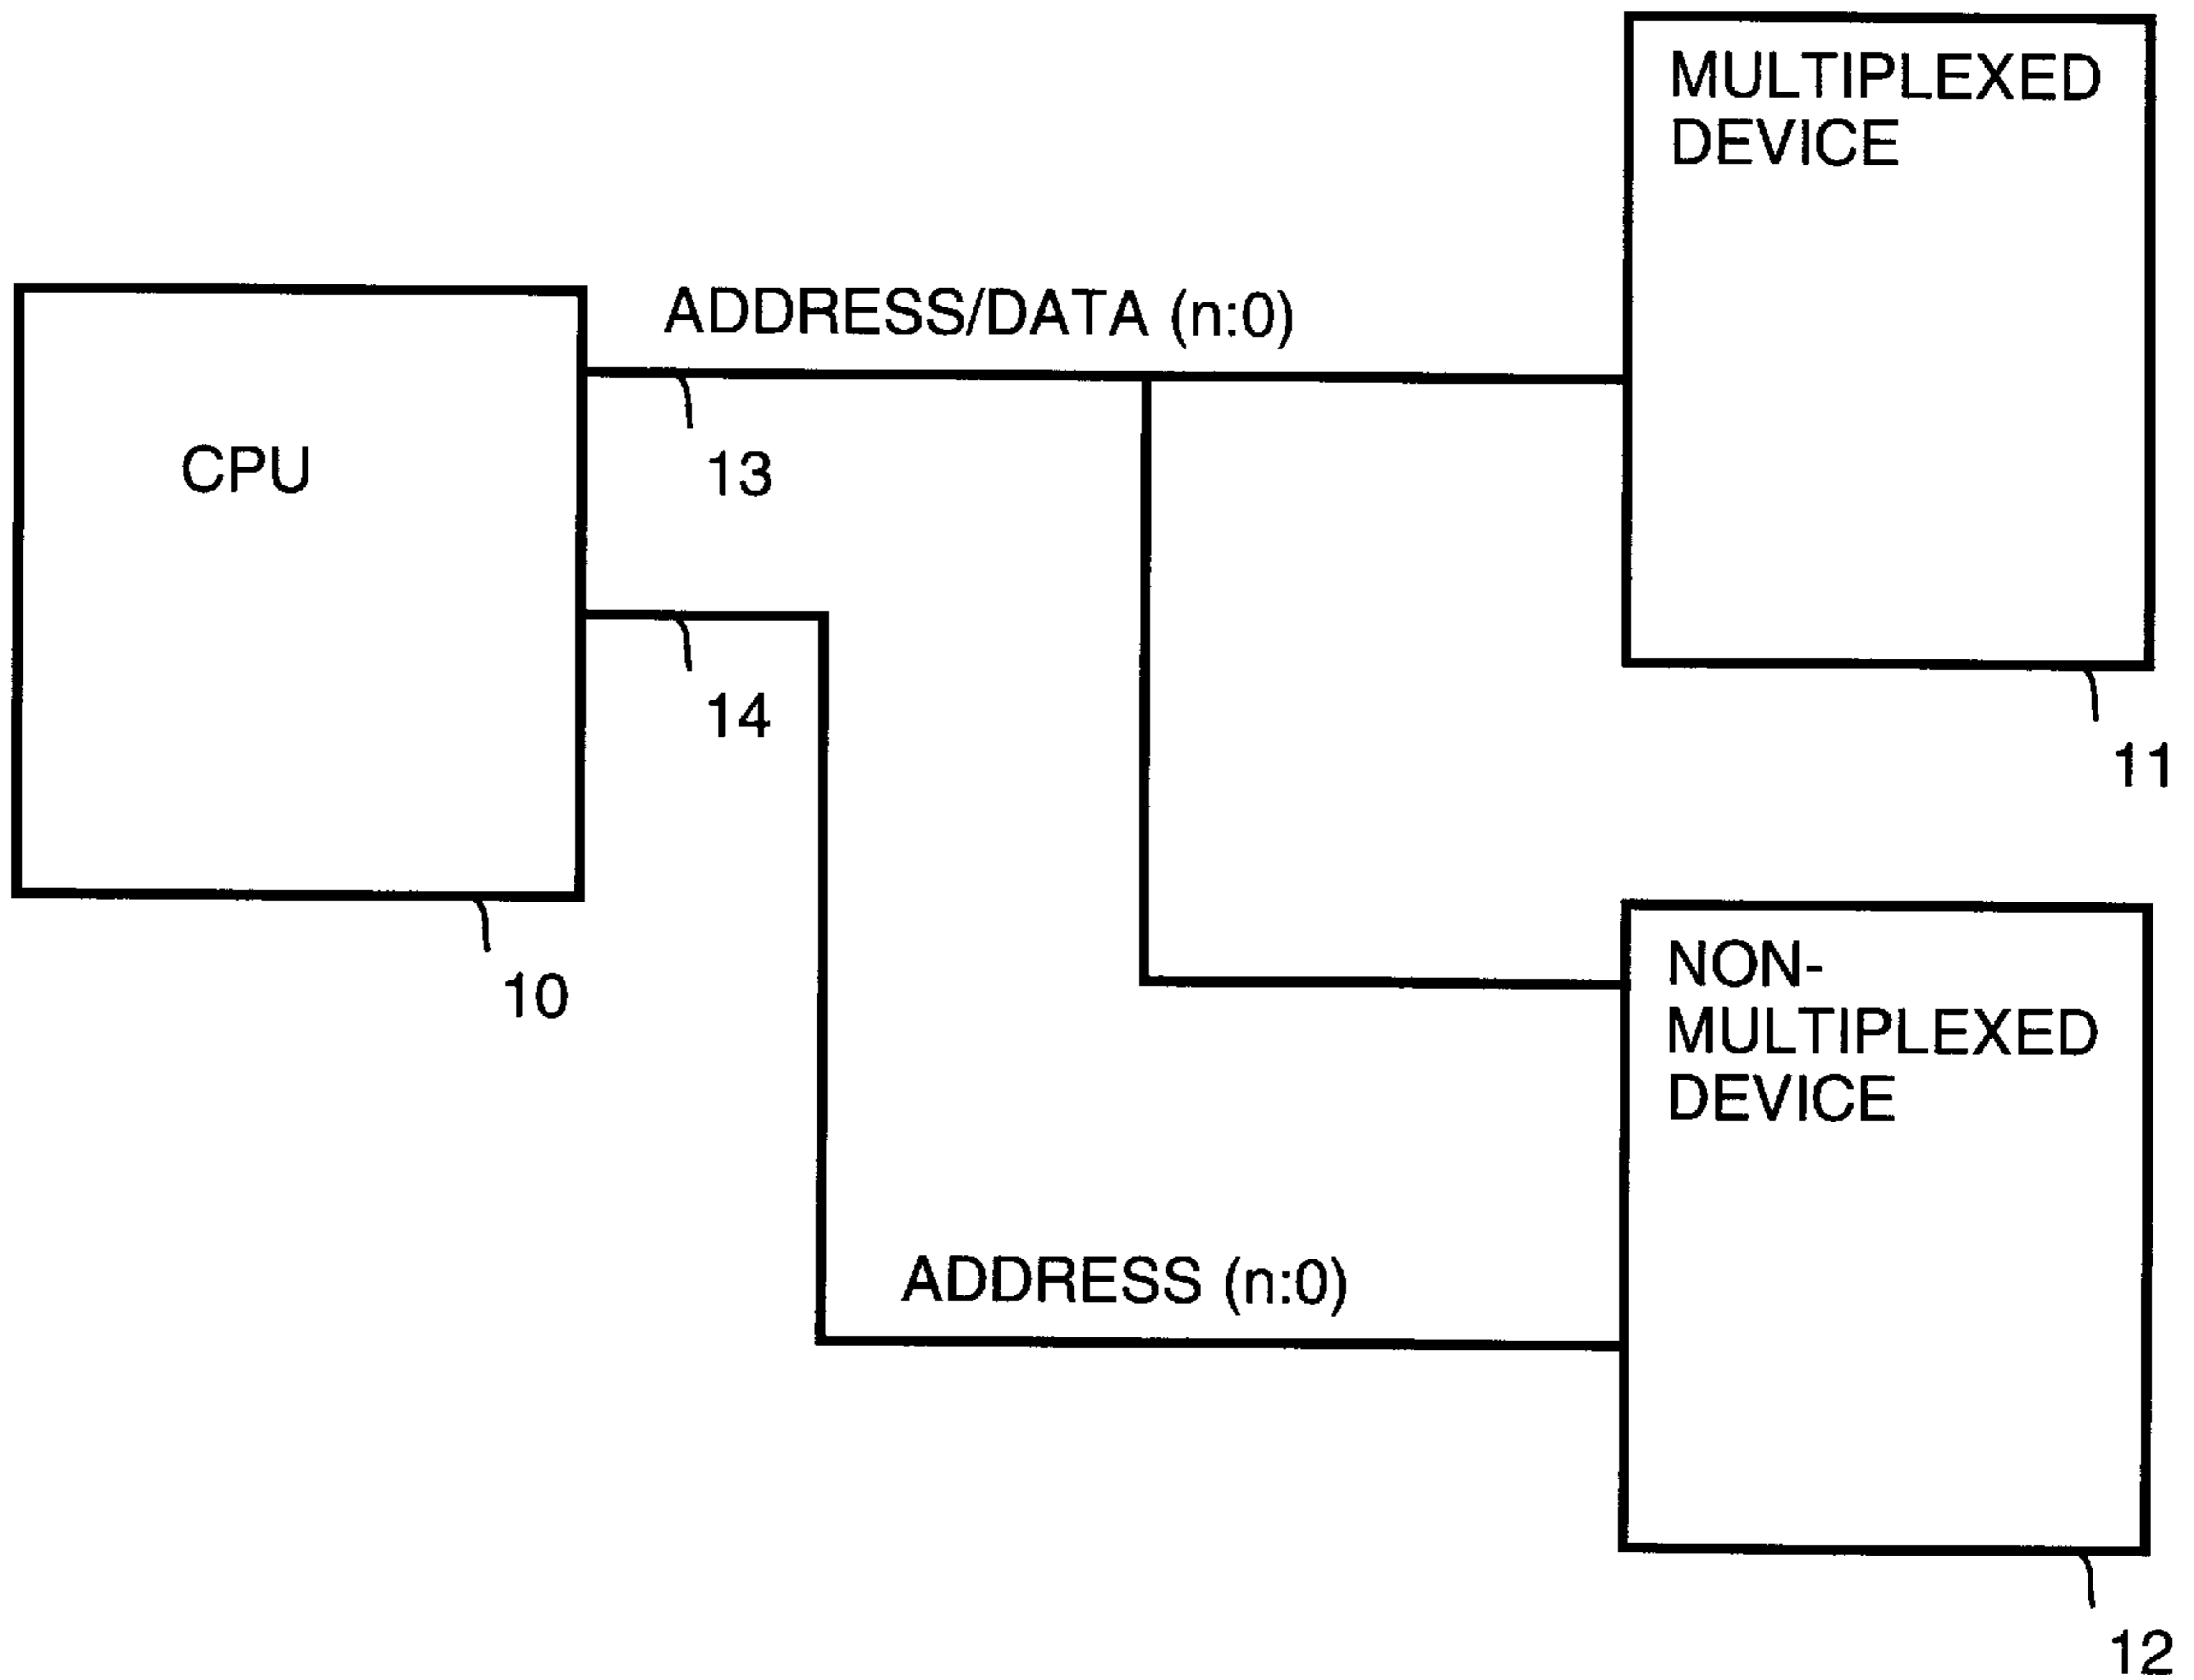 MULTIPLEXED
DEVICE
ADDRESS/DATA (n:0)
CPU
13
14
11
10
NON-
MULTIPLEXED
DEVICE
ADDRESS (n:0)
12